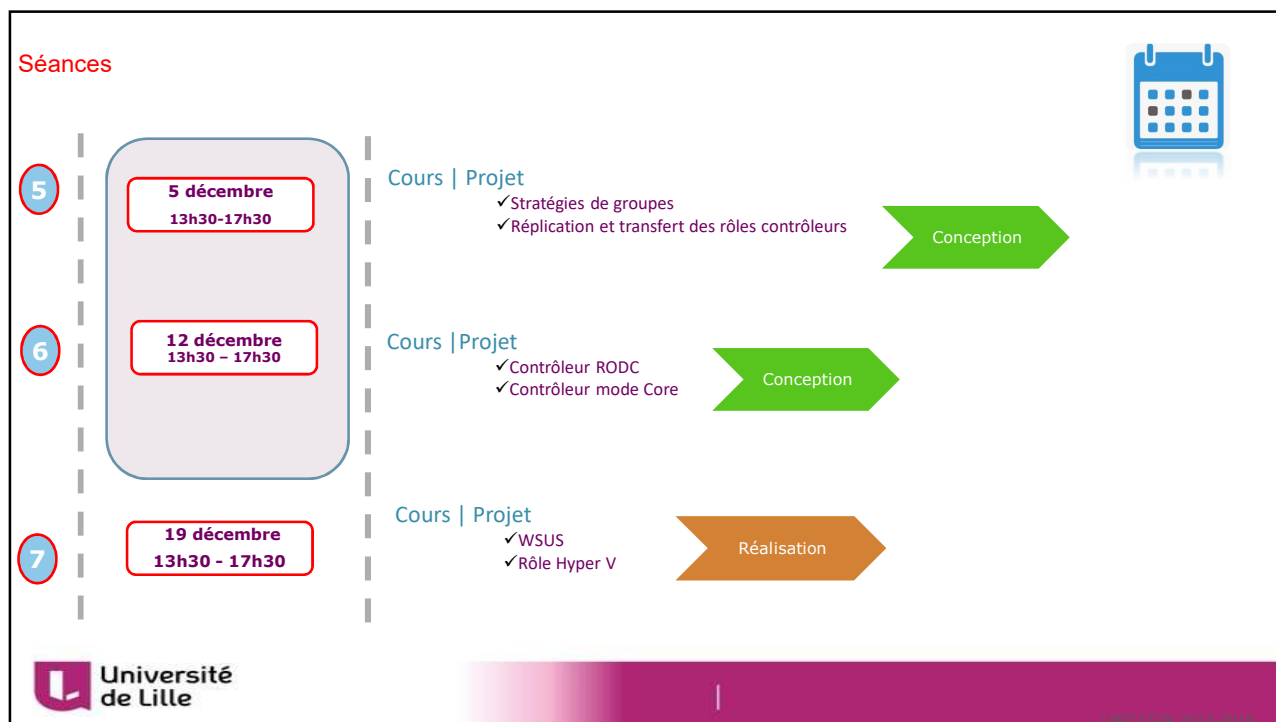 Séances
5
5 décembre
13h30-17h30
Cours | Projet
✓Stratégies de groupes
✓Réplication et transfert des rôles contrôleurs
Conception
6
12 décembre
13h30 – 17h30
Cours |Projet
✓Contrôleur RODC
✓Contrôleur mode Core
Conception
7
19 décembre
13h30 - 17h30
Cours | Projet
✓WSUS
✓Rôle Hyper V
Réalisation
Université
de Lille
|